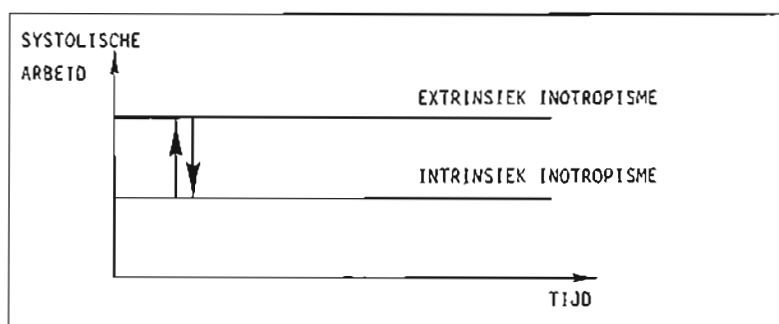 SYSTOLISCHE
ARBEID
EXTRINSIEK INOTROPISME
INTRINSIEK INOTROPISME
TIJD